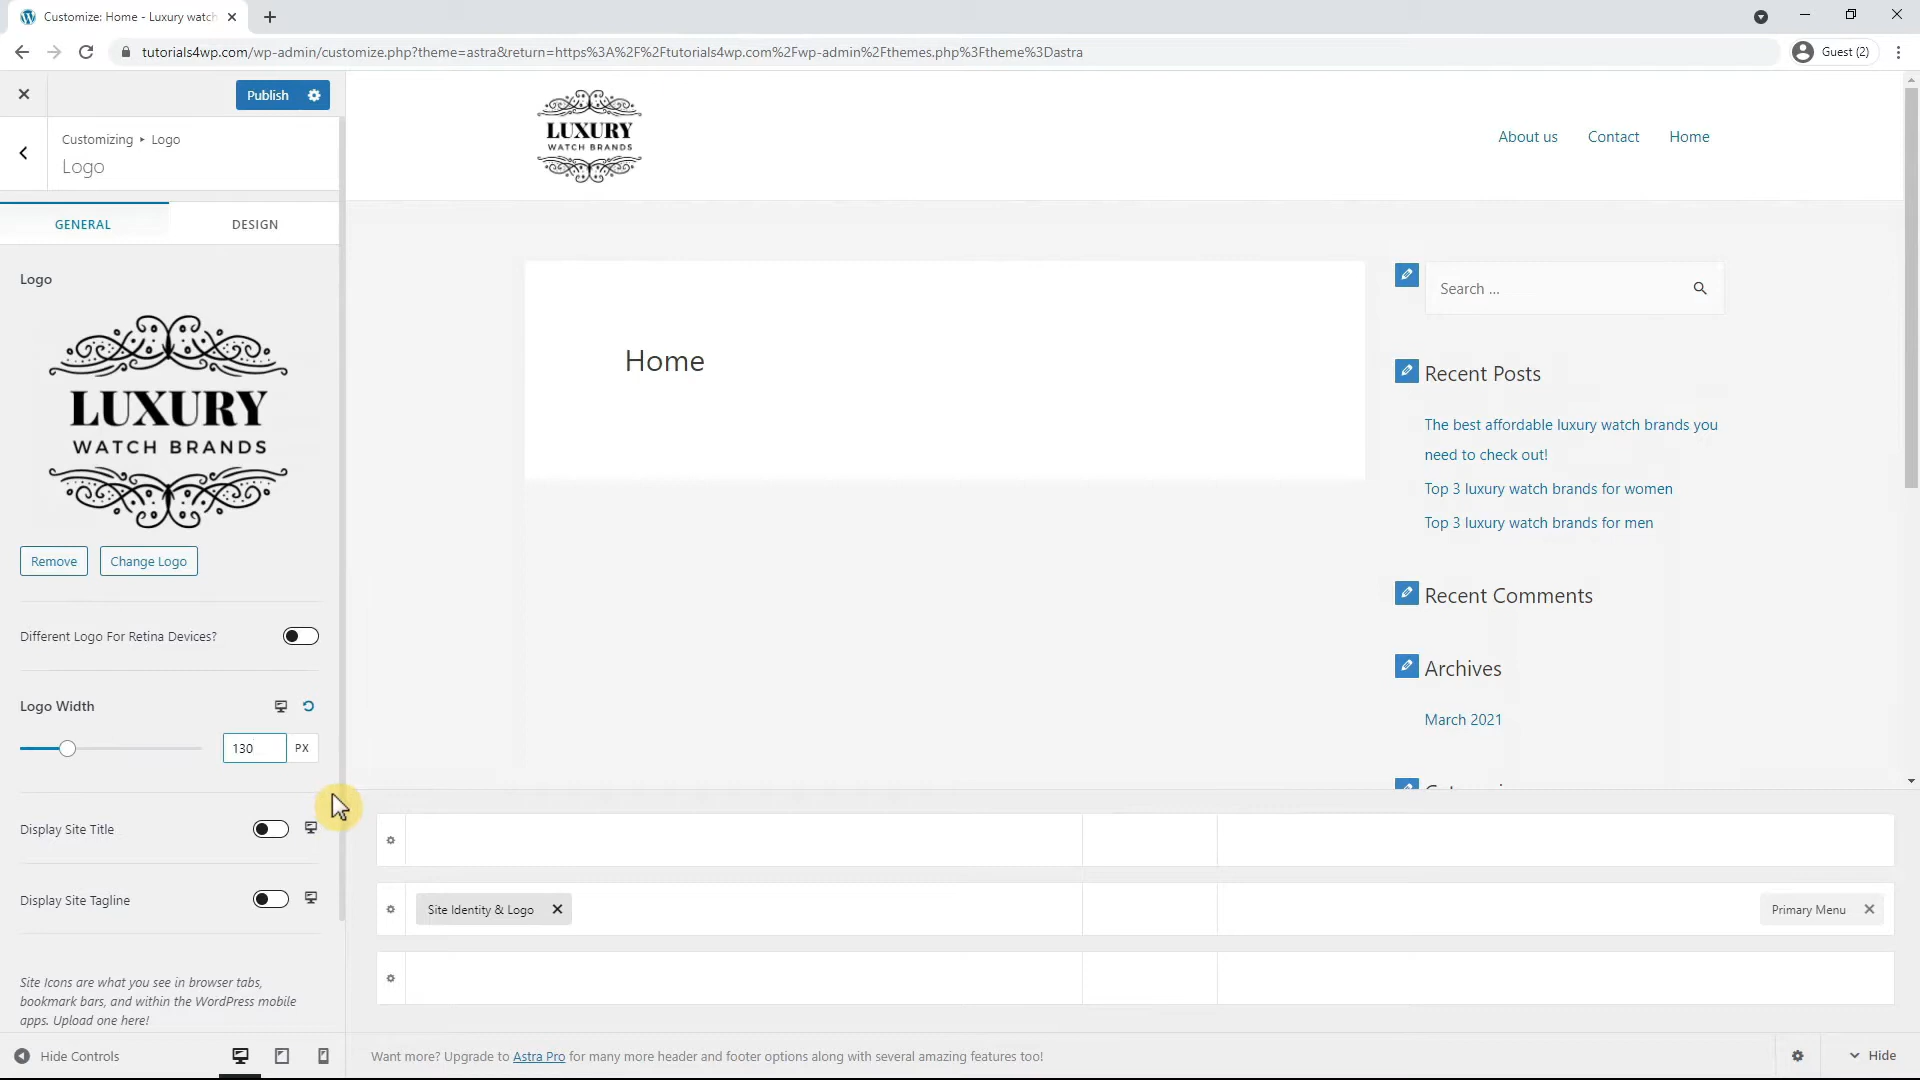 Customize: Home - Luxury watch
tutorials4wp.com/wp-admin/customize.php?theme=astra&return=https%3A%2F%2Ftutorials4wp.com%2Fwp-admin%2Fthemes.php%3Ftheme%3Dastra
Guest (2)
Publish
Customizing ▸ Logo
Logo
GENERAL
DESIGN
Logo
LUXURY
WATCH BRANDS
Remove
Change Logo
Different Logo For Retina Devices?
Logo Width
130
PX
Display Site Title
Display Site Tagline
Site Icons are what you see in browser tabs,
bookmark bars, and within the WordPress mobile
apps. Upload one here!
Hide Controls
LUXURY
WATCH BRANDS
About us
Contact
Home
Home
Search ...
Recent Posts
The best affordable luxury watch brands you
need to check out!
Top 3 luxury watch brands for women
Top 3 luxury watch brands for men
Recent Comments
Archives
March 2021
Site Identity & Logo
Primary Menu
Want more? Upgrade to Astra Pro for many more header and footer options along with several amazing features too!
Hide